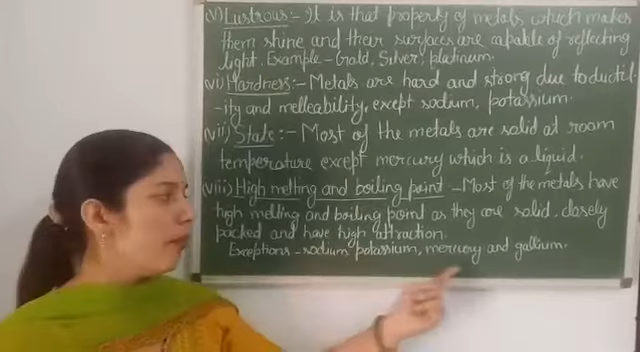 (v) Lustrous:- It is that property of metals which makes
them shine and their surfaces are capable of reflecting
light. Example - Gold, Silver, platinum.
(vi) Hardness:- Metals are hard and strong due to ductil-
-ity and melleability, except sodium, potassium.
(vii) State:- Most of the metals are solid at room
temperature except mercury which is a liquid.
(viii) High melting and boiling point - Most of the metals have
high melting and boiling point as they are solid, closely
packed and have high attraction.
Exceptions - sodium potassium, mercury and gallium.